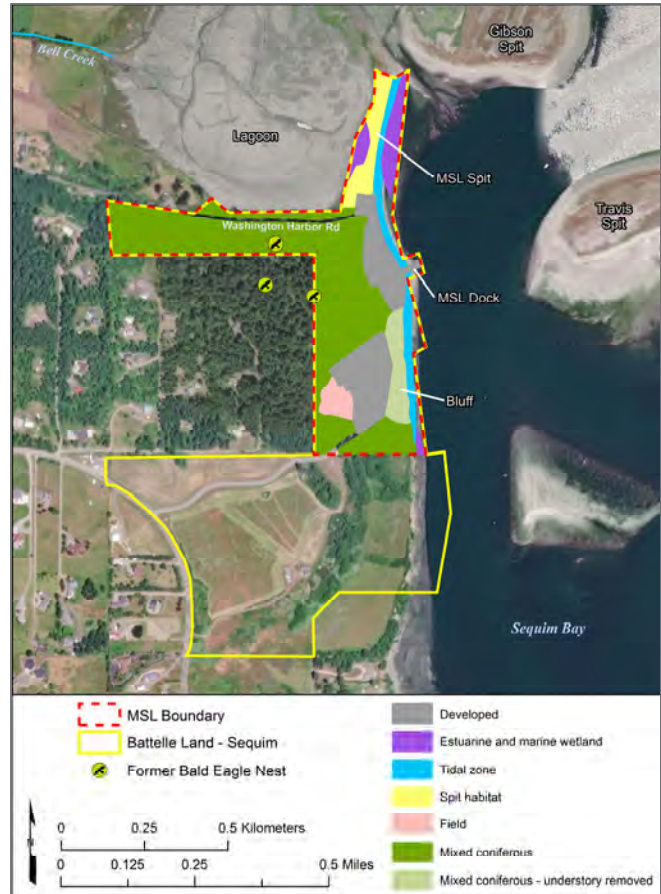 Bell Creek
Gibson
Spit
Lagoon
MSL Spit
Travis
Spit
Washington Harbor Rd
MSL Dock
Bluff
Sequim Bay
MSL Boundary
Battelle Land - Sequim
Former Bald Eagle Nest
N
0 0.25 0.5 Kilometers
0 0.125 0.25 0.5 Miles
Developed
Estuarine and marine wetland
Tidal zone
Spit habitat
Field
Mixed coniferous
Mixed coniferous - understory removed